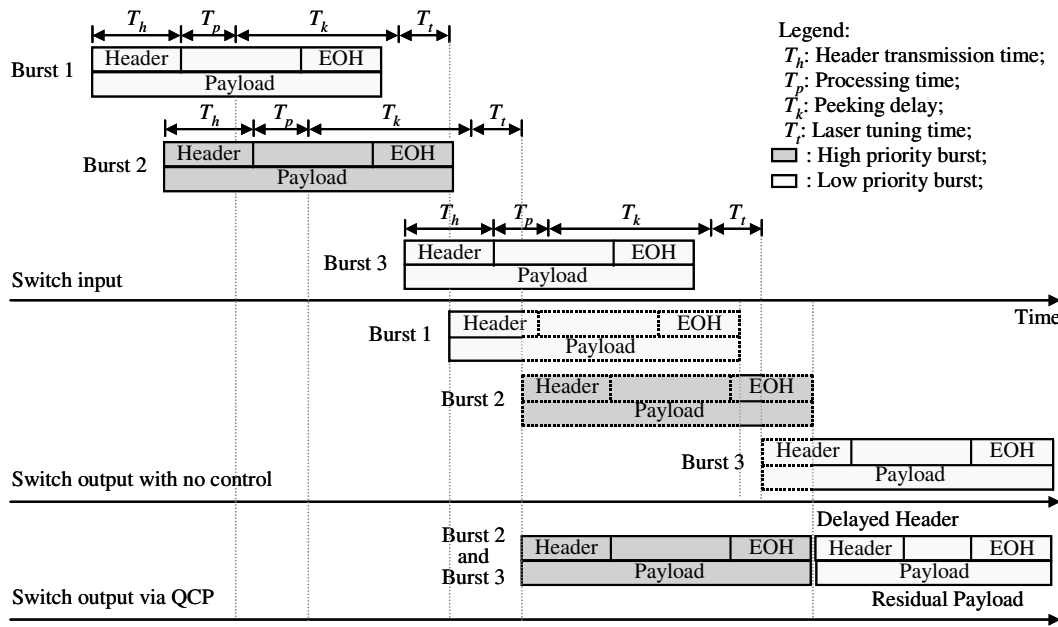 T_h T_p T_k T_t
Legend:
T_h: Header transmission time;
T_p: Processing time;
T_k: Peeking delay;
T_t: Laser tuning time;
: High priority burst;
: Low priority burst;
Burst 1
Header EOH
Payload
T_h T_p T_k T_t
Burst 2
Header EOH
Payload
T_h T_p T_k T_t
Burst 3
Header EOH
Payload
Switch input
Time
Burst 1
Header EOH
Payload
Burst 2
Header EOH
Payload
Burst 3
Header EOH
Payload
Switch output with no control
Delayed Header
Burst 2
and
Burst 3
Header EOH Header EOH
Payload Payload
Switch output via QCP
Residual Payload